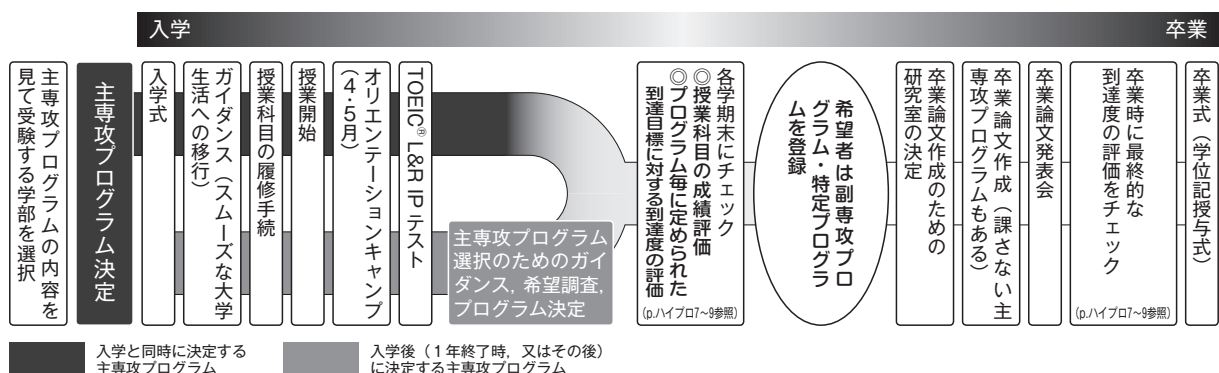 入学
卒業
主専攻プログラムの内容を
見て受験する学部を選択
主専攻プログラム決定
入学式
ガイダンス（スムーズな大学
生活への移行）
授業科目の履修手続
授業開始
オリエンテーションキャンプ
（4・5月）
TOEIC® L&R IP テスト
主専攻プログラム
選択のためのガイ
ダンス，希望調査，
プログラム決定
各学期末にチェック
◎授業科目の成績評価
◎プログラム毎に定められた
到達目標に対する到達度の評価
(p.ハイプロ7〜9参照)
希望者は副専攻プロ
グラム・特定プログラ
ムを登録
卒業論文作成のための
研究室の決定
卒業論文作成（課さない主
専攻プログラムもある）
卒業論文発表会
卒業時に最終的な
到達度の評価をチェック
(p.ハイプロ7〜9参照)
卒業式（学位記授与式）
入学と同時に決定する
主専攻プログラム
入学後（1年終了時，又はその後）
に決定する主専攻プログラム